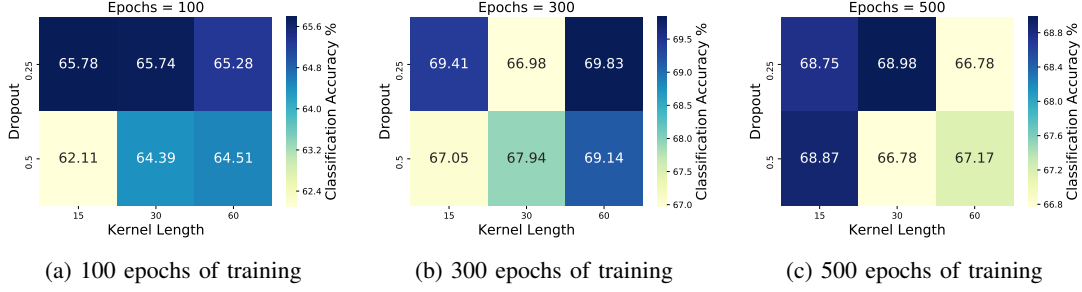 Epochs = 100
Dropout
0.25
0.5
65.78 65.74 65.28
62.11 64.39 64.51
15 30 60
Kernel Length
65.6
64.8
64.0
63.2
62.4
Classification Accuracy %
(a) 100 epochs of training
Epochs = 300
Dropout
0.25
0.5
69.41 66.98 69.83
67.05 67.94 69.14
15 30 60
Kernel Length
69.5
69.0
68.5
68.0
67.5
67.0
Classification Accuracy %
(b) 300 epochs of training
Epochs = 500
Dropout
0.25
0.5
68.75 68.98 66.78
68.87 66.78 67.17
15 30 60
Kernel Length
68.8
68.4
68.0
67.6
67.2
66.8
Classification Accuracy %
(c) 500 epochs of training